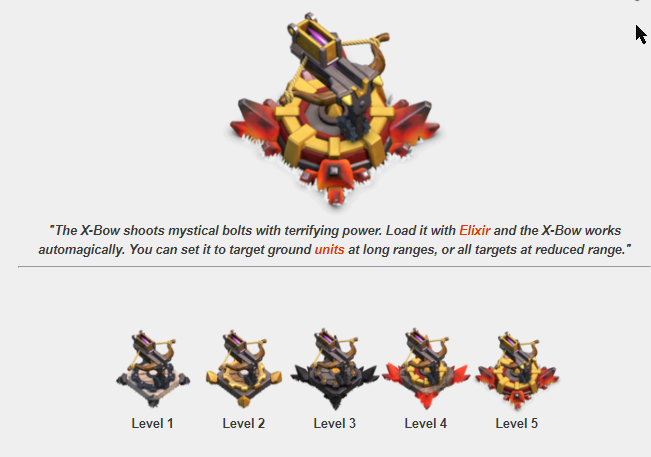 "The X-Bow shoots mystical bolts with terrifying power. Load it with Elixir and the X-Bow works
automagically. You can set it to target ground units at long ranges, or all targets at reduced range."
Level 1 Level 2 Level 3 Level 4 Level 5